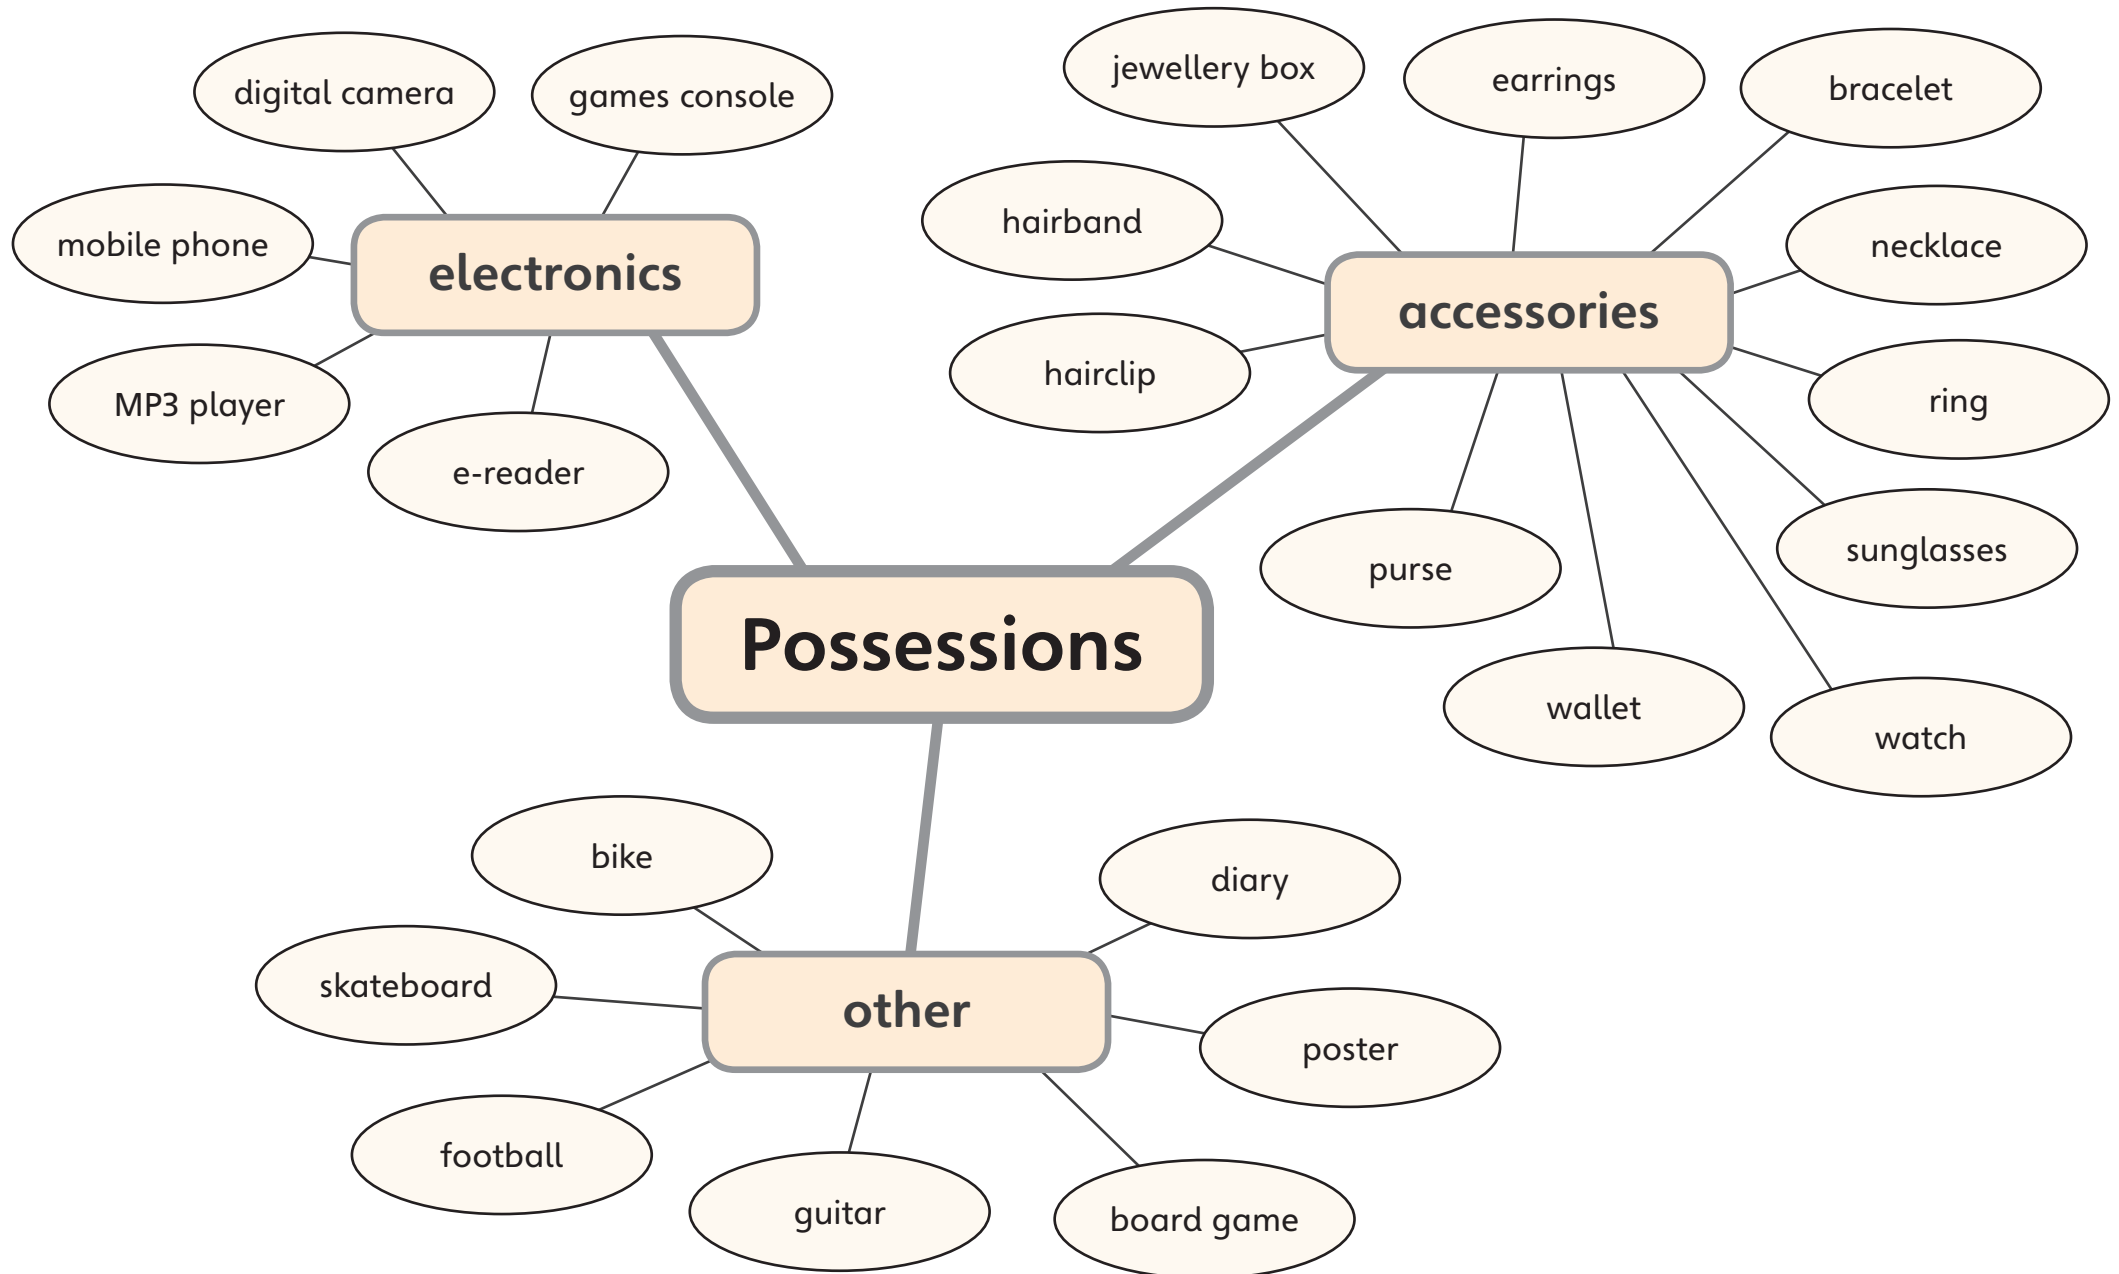 digital camera
games console
mobile phone
electronics
MP3 player
e-reader
jewellery box
earrings
bracelet
hairband
necklace
accessories
hairclip
ring
purse
sunglasses
wallet
watch
Possessions
bike
diary
skateboard
other
poster
football
guitar
board game